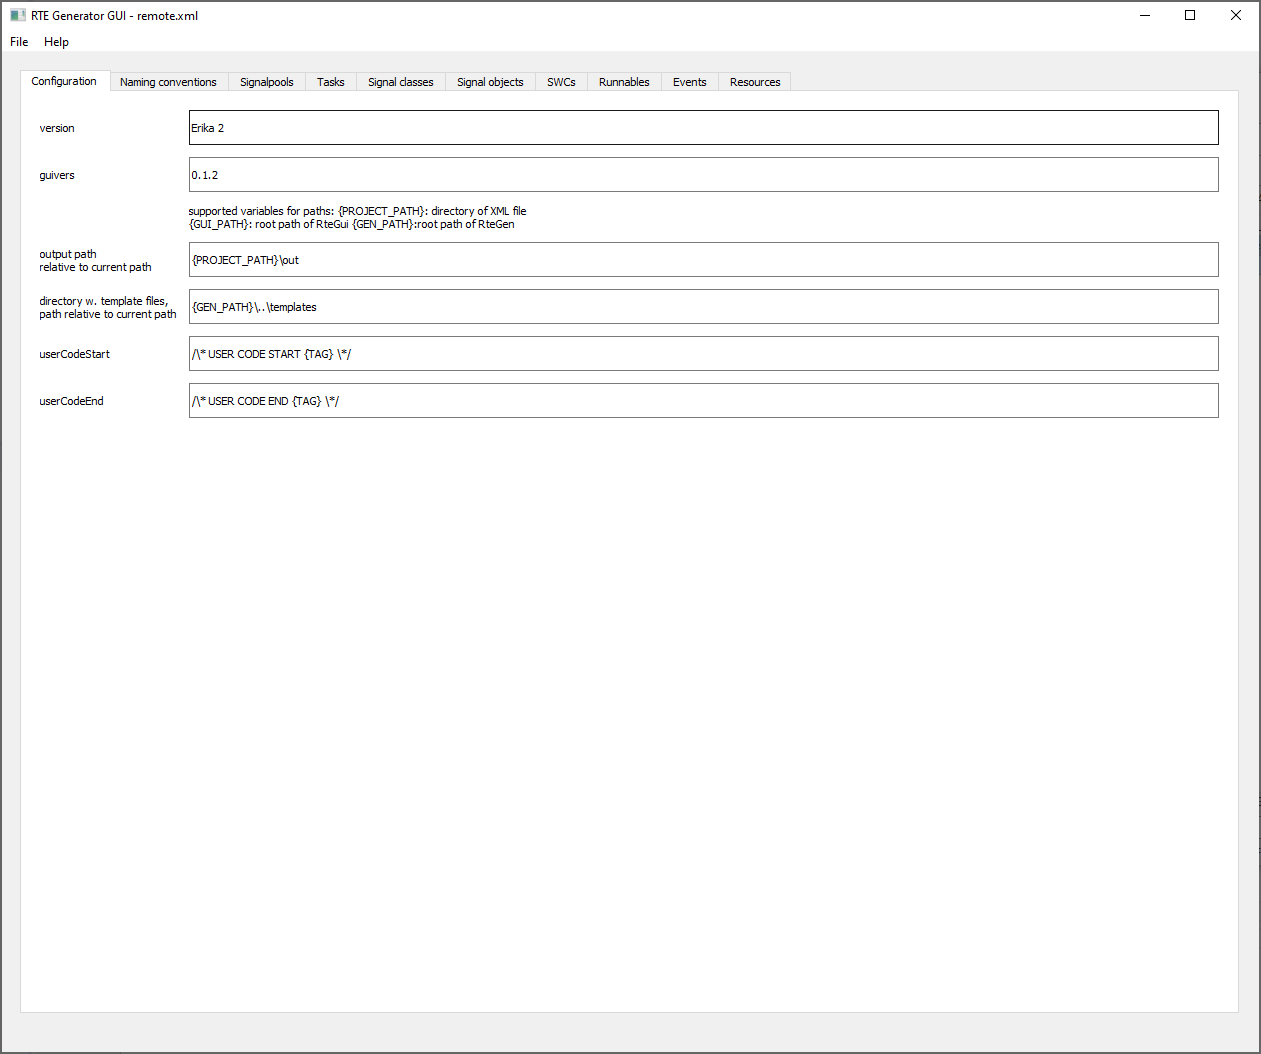 RTE Generator GUI - remote.xml
File Help
Configuration Naming conventions Signalpools Tasks Signal classes Signal objects SWCs Runnables Events Resources
version
Erika 2
guivers
0.1.2
supported variables for paths: {PROJECT_PATH}: directory of XML file
{GUI_PATH}: root path of RteGui {GEN_PATH}:root path of RteGen
output path
relative to current path
{PROJECT_PATH}\out
directory w. template files,
path relative to current path
{GEN_PATH}\..\templates
userCodeStart
/\* USER CODE START {TAG} \*/
userCodeEnd
/\* USER CODE END {TAG} \*/